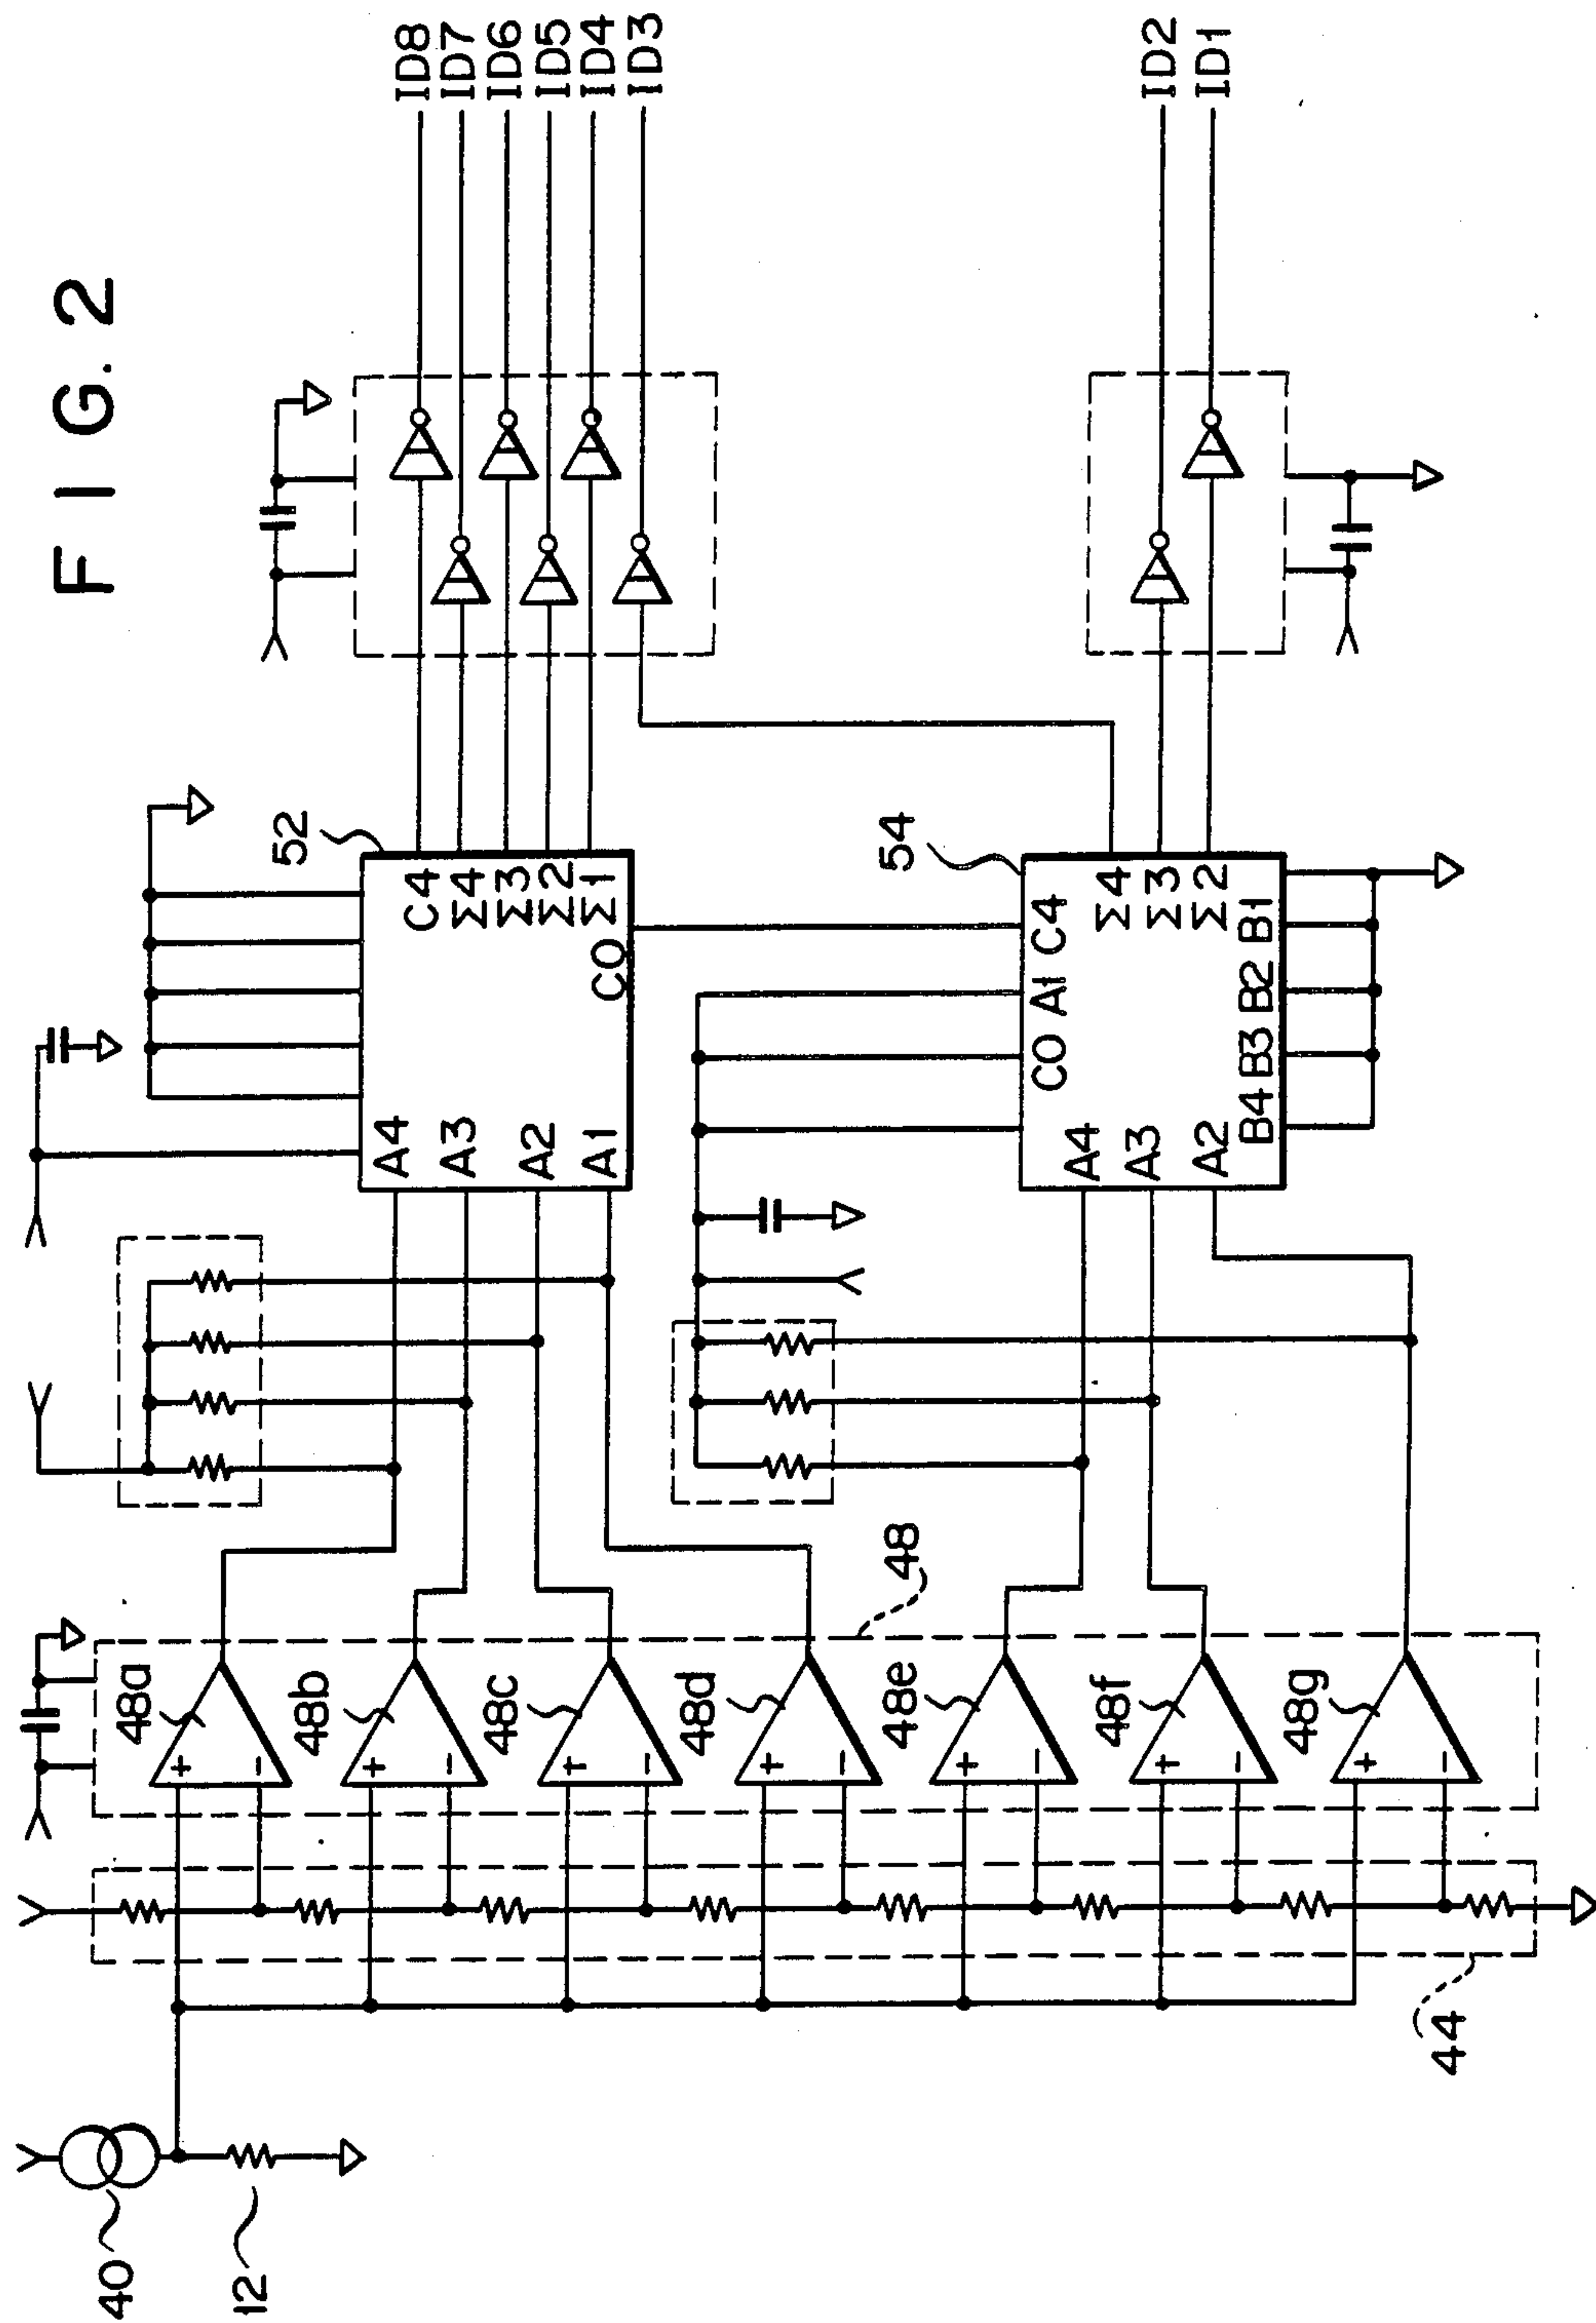 FIG. 2
ID8
ID7
ID6
ID5
ID4
ID3
ID2
ID1
52
C4
Σ4
Σ3
Σ2
Σ1
C0
A4
A3
A2
A1
54
C4
A1
C0
Σ4
Σ3
Σ2
A4
A3
A2
B4 B3 B2 B1
48
48a
+ −
48b
+ −
48c
+ −
48d
+ −
48e
+ −
48f
+ −
48g
+ −
44
40
12